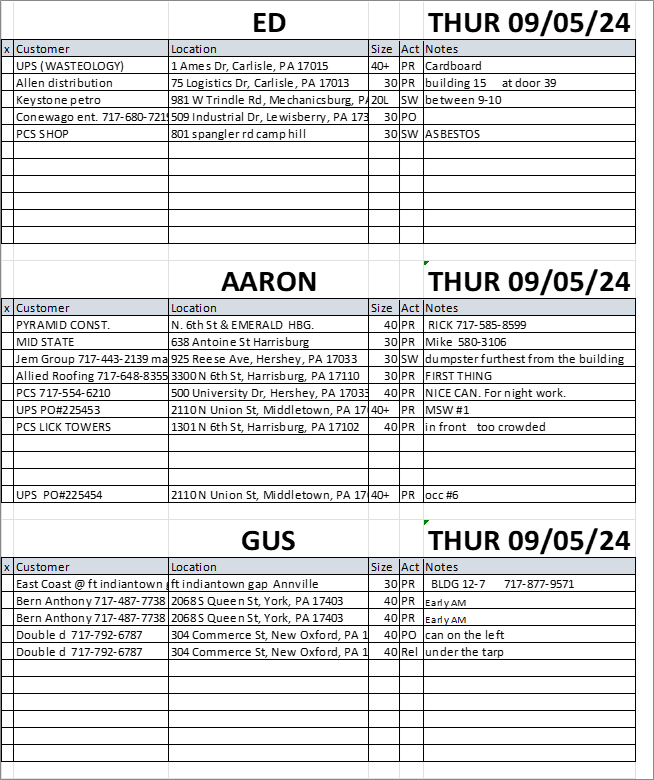 ED THUR 09/05/24
x Customer Location Size Act Notes
UPS (WASTEOLOGY) 1 Ames Dr, Carlisle, PA 17015 40+ PR Cardboard
Allen distribution 75 Logistics Dr, Carlisle, PA 17013 30 PR building 15 at door 39
Keystone petro 981 W Trindle Rd, Mechanicsburg, PA 20L SW between 9-10
Conewago ent. 717-680-7219 509 Industrial Dr, Lewisberry, PA 173 30 PO
PCS SHOP 801 spangler rd camp hill 30 SW ASBESTOS
AARON THUR 09/05/24
x Customer Location Size Act Notes
PYRAMID CONST. N. 6th St & EMERALD HBG. 40 PR RICK 717-585-8599
MID STATE 638 Antoine St Harrisburg 30 PR Mike 580-3106
Jem Group 717-443-2139 ma 925 Reese Ave, Hershey, PA 17033 30 SW dumpster furthest from the building
Allied Roofing 717-648-8355 3300 N 6th St, Harrisburg, PA 17110 30 PR FIRST THING
PCS 717-554-6210 500 University Dr, Hershey, PA 17033 40 PR NICE CAN. For night work.
UPS PO#225453 2110 N Union St, Middletown, PA 17 40+ PR MSW #1
PCS LICK TOWERS 1301 N 6th St, Harrisburg, PA 17102 40 PR in front too crowded
UPS PO#225454 2110 N Union St, Middletown, PA 17 40+ PR occ #6
GUS THUR 09/05/24
x Customer Location Size Act Notes
East Coast @ ft indiantown g ft indiantown gap Annville 30 PR BLDG 12-7 717-877-9571
Bern Anthony 717-487-7738 2068 S Queen St, York, PA 17403 40 PR Early AM
Bern Anthony 717-487-7738 2068 S Queen St, York, PA 17403 40 PR Early AM
Double d 717-792-6787 304 Commerce St, New Oxford, PA 1 40 PO can on the left
Double d 717-792-6787 304 Commerce St, New Oxford, PA 1 40 Rel under the tarp